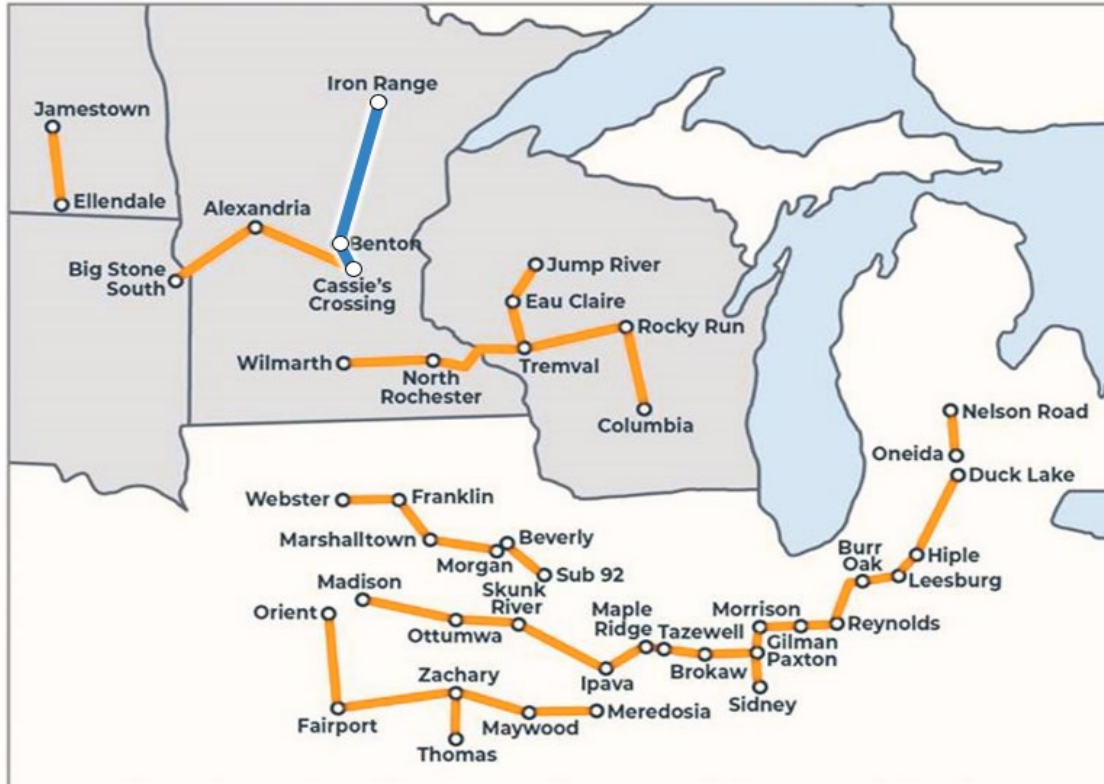 Iron Range
Jamestown
Ellendale
Alexandria
Benton
Big Stone
South
Cassie's
Crossing
Jump River
Eau Claire
Rocky Run
Wilmarth
North
Rochester
Tremval
Columbia
Nelson Road
Oneida
Duck Lake
Webster
Franklin
Marshalltown
Beverly
Morgan
Sub 92
Skunk
River
Burr
Oak
Hiple
Leesburg
Madison
Orient
Ottumwa
Maple
Ridge
Tazewell
Morrison
Gilman
Paxton
Reynolds
Brokaw
Ipava
Sidney
Zachary
Fairport
Maywood
Meredosia
Thomas